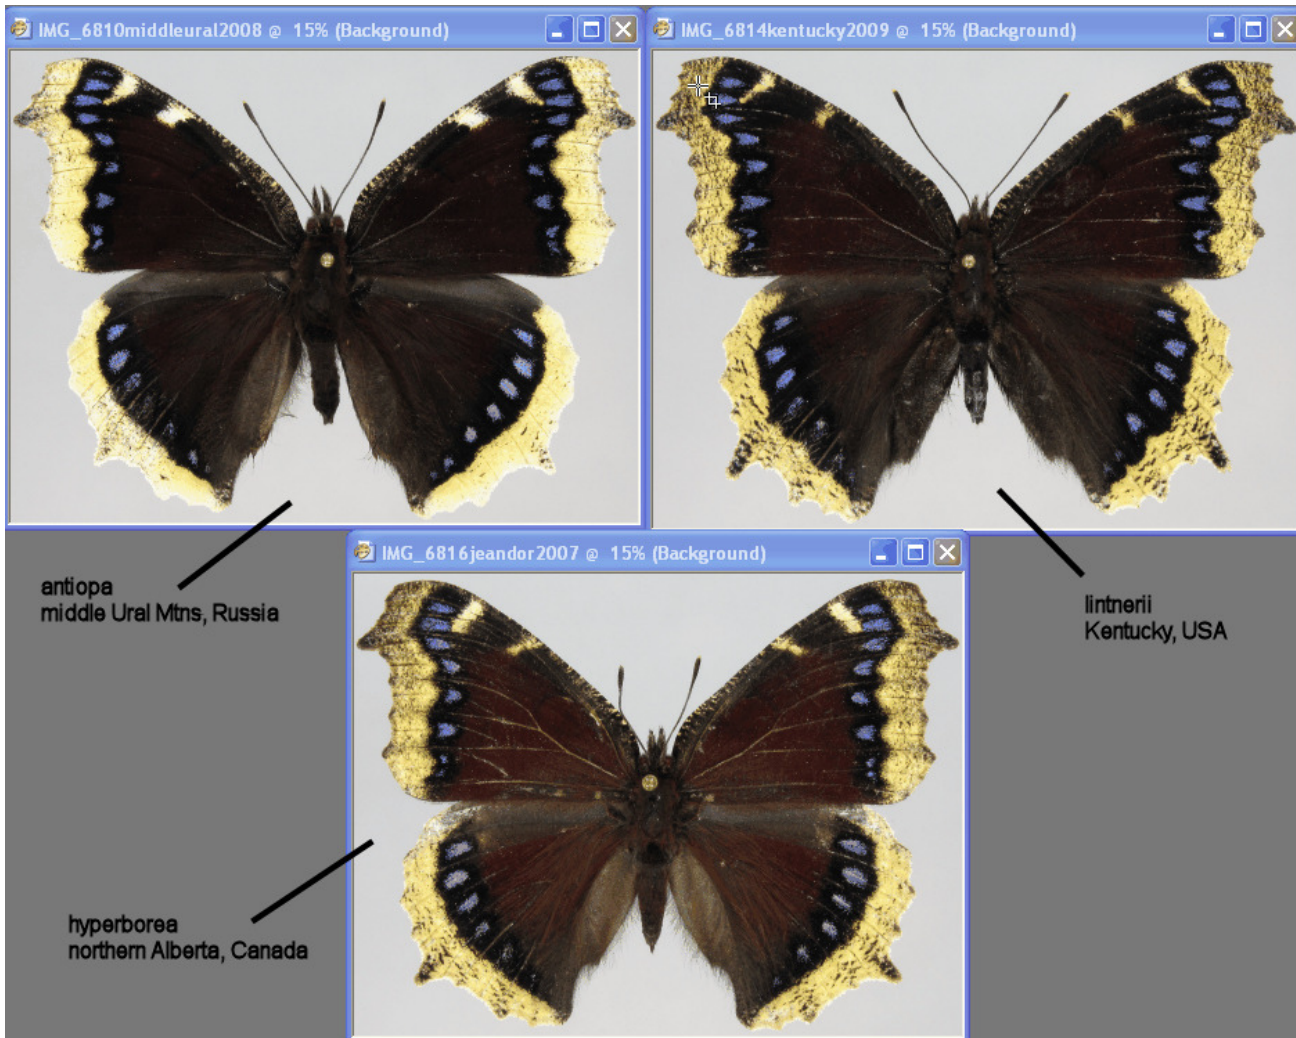 IMG_6810middleural2008 @ 15% (Background)
IMG_6814kentucky2009 @ 15% (Background)
antiopa
middle Ural Mtns, Russia
lintnerii
Kentucky, USA
IMG_6816jeandor2007 @ 15% (Background)
hyperborea
northern Alberta, Canada